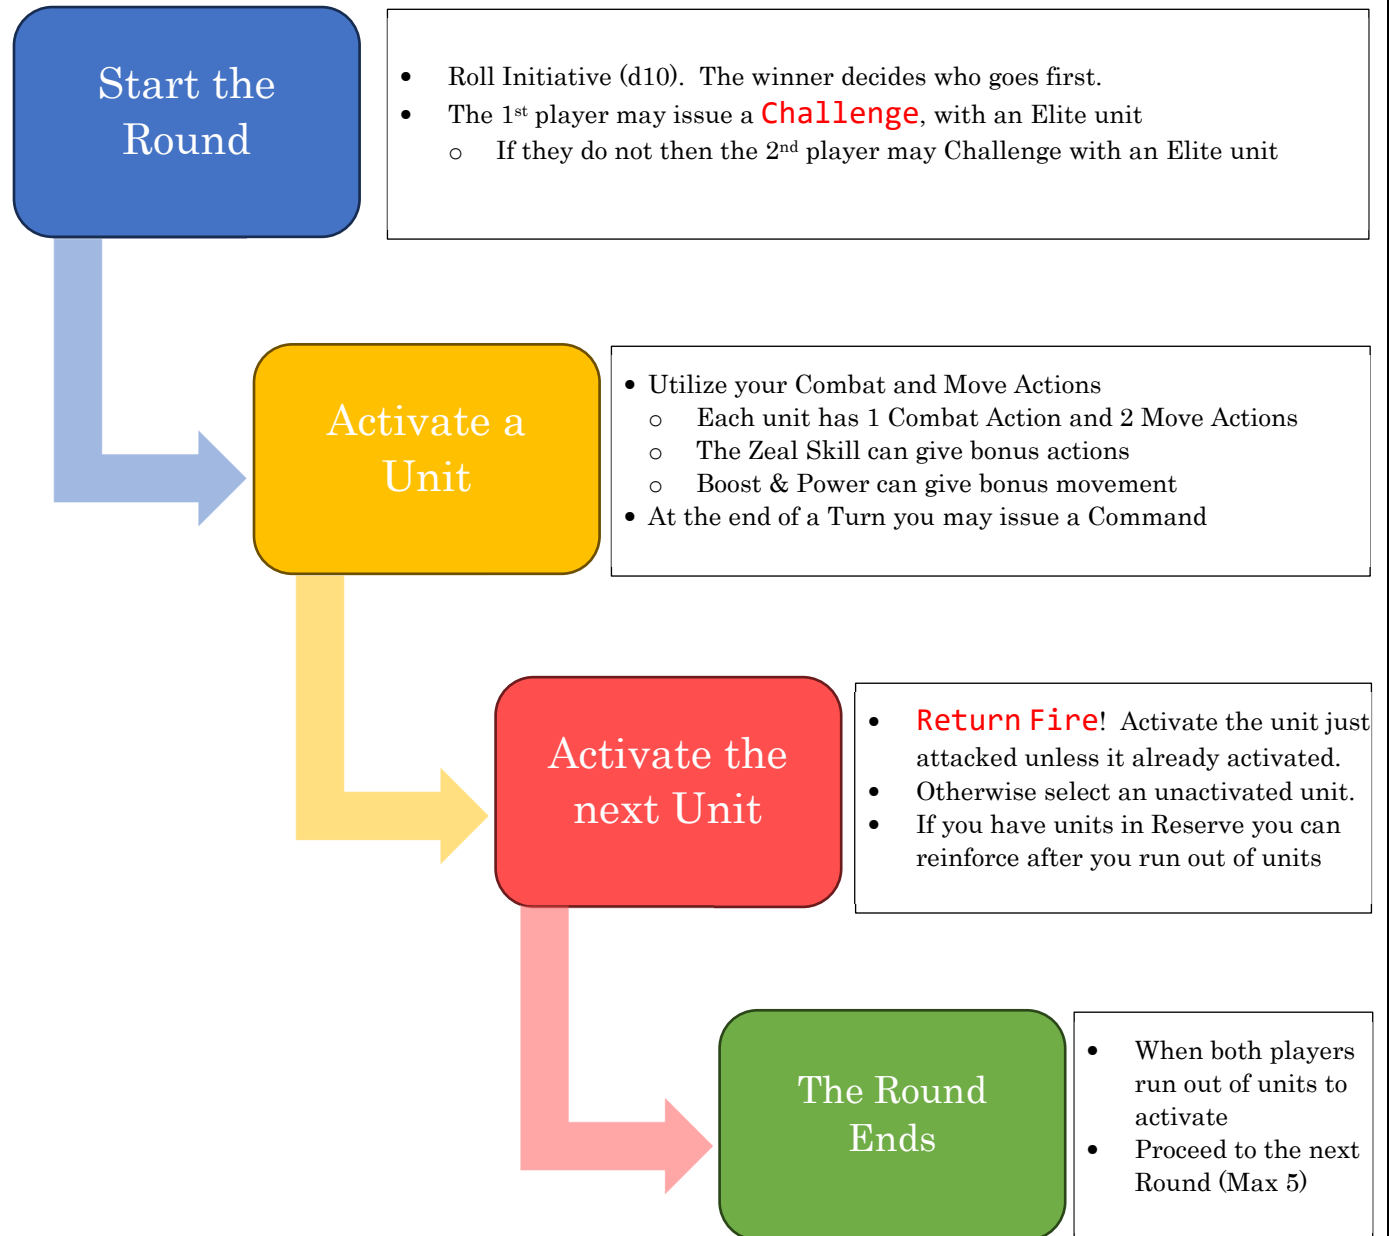 Start the
Round
• Roll Initiative (d10).  The winner decides who goes first.
• The 1st player may issue a Challenge, with an Elite unit
o If they do not then the 2nd player may Challenge with an Elite unit
Activate a
Unit
• Utilize your Combat and Move Actions
o Each unit has 1 Combat Action and 2 Move Actions
o The Zeal Skill can give bonus actions
o Boost & Power can give bonus movement
• At the end of a Turn you may issue a Command
Activate the
next Unit
• Return Fire!  Activate the unit just
attacked unless it already activated.
• Otherwise select an unactivated unit.
• If you have units in Reserve you can
reinforce after you run out of units
The Round
Ends
• When both players
run out of units to
activate
• Proceed to the next
Round (Max 5)